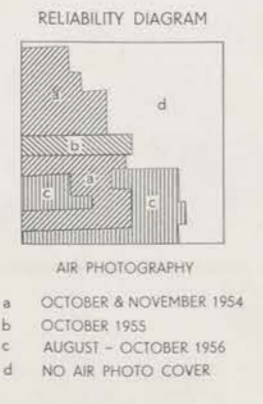 RELIABILITY DIAGRAM
a
d
b
a
c
c
AIR PHOTOGRAPHY
a OCTOBER & NOVEMBER 1954
b OCTOBER 1955
c AUGUST – OCTOBER 1956
d NO AIR PHOTO COVER